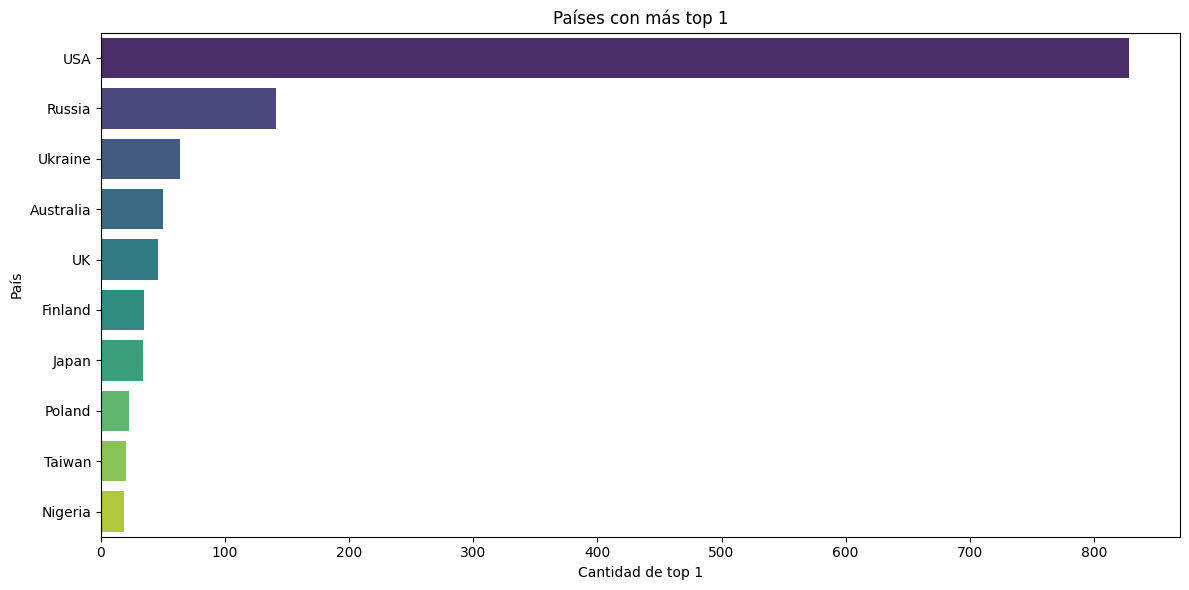 Países con más top 1
País
USA
Russia
Ukraine
Australia
UK
Finland
Japan
Poland
Taiwan
Nigeria
0 100 200 300 400 500 600 700 800
Cantidad de top 1